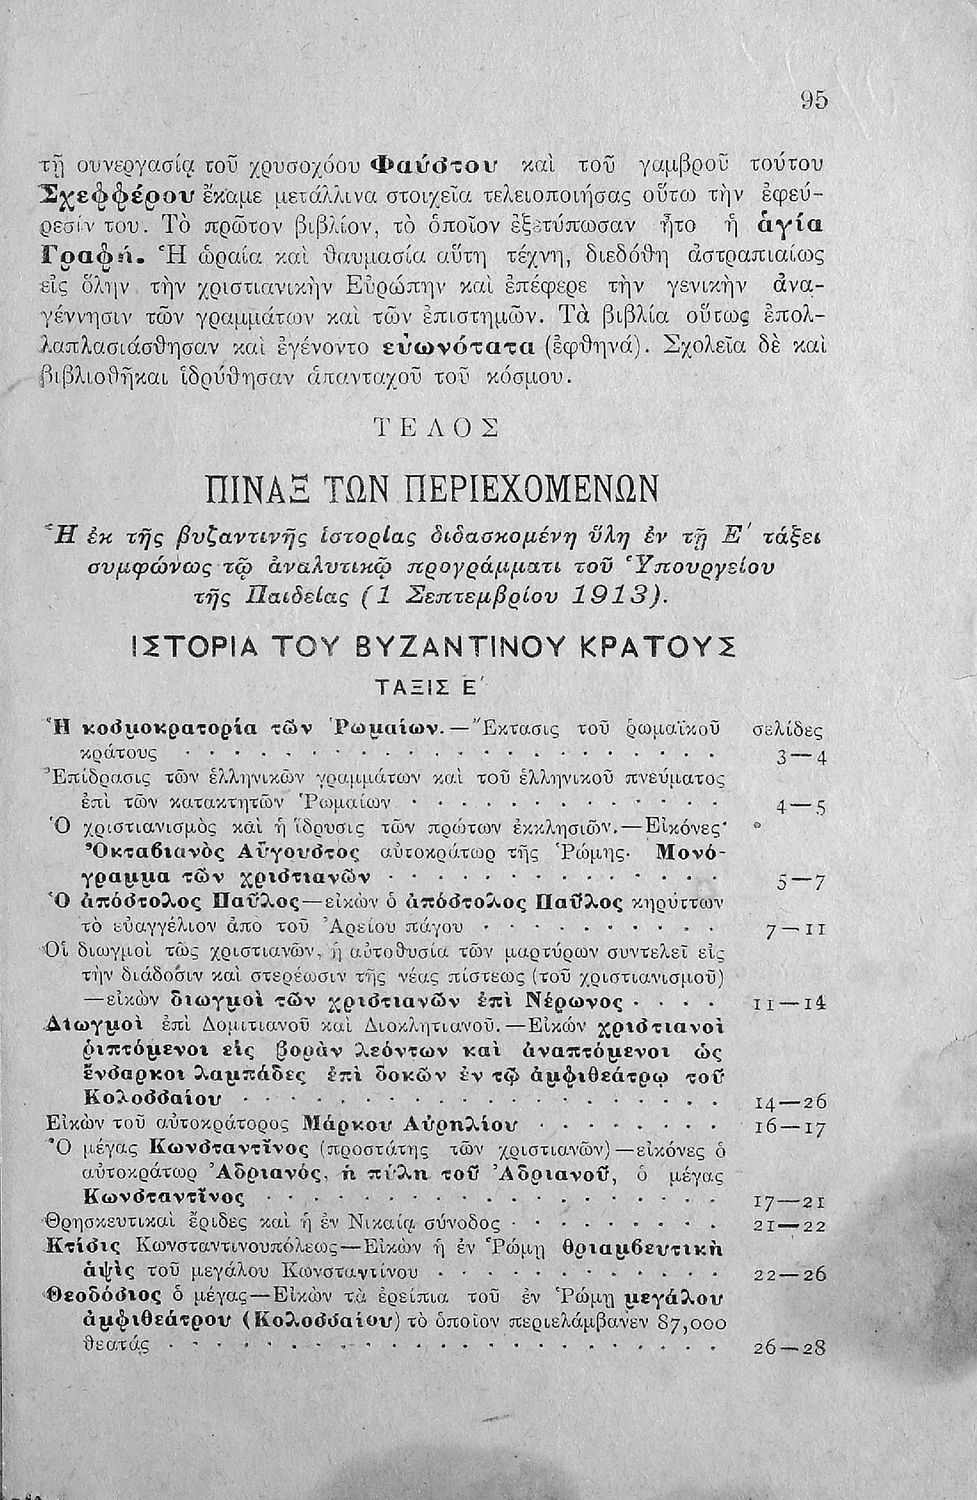 95
τῇ συνεργασίᾳ τοῦ χρυσοχόου Φαύστου καὶ τοῦ γαμβροῦ τούτου
Σχεφφέρου ἔκαμε μετάλλινα στοιχεῖα τελειοποιήσας οὕτω τὴν ἐφεύ-
ρεσίν του. Τὸ πρῶτον βιβλίον, τὸ ὁποῖον ἐξετύπωσαν ἦτο ἡ ἁγία
Γραφή. Ἡ ὡραία καὶ θαυμασία αὕτη τέχνη, διεδόθη ἀστραπιαίως
εἰς ὅλην τὴν χριστιανικὴν Εὐρώπην καὶ ἐπέφερε τὴν γενικὴν ἀνα-
γέννησιν τῶν γραμμάτων καὶ τῶν ἐπιστημῶν. Τὰ βιβλία οὕτως ἐπολ-
λαπλασιάσθησαν καὶ ἐγένοντο εὐωνότατα (ἐφθηνά). Σχολεῖα δὲ καὶ
βιβλιοθῆκαι ἱδρύθησαν ἁπανταχοῦ τοῦ κόσμου.
ΤΕΛΟΣ
ΠΙΝΑΞ ΤΩΝ ΠΕΡΙΕΧΟΜΕΝΩΝ
Ἡ ἐκ τῆς βυζαντινῆς ἱστορίας διδασκομένη ὕλη ἐν τῇ Ε΄ τάξει
συμφώνως τῷ ἀναλυτικῷ προγράμματι τοῦ Ὑπουργείου
τῆς Παιδείας (1 Σεπτεμβρίου 1913).
ΙΣΤΟΡΙΑ ΤΟΥ ΒΥΖΑΝΤΙΝΟΥ ΚΡΑΤΟΥΣ
ΤΑΞΙΣ Ε΄
Ἡ κοσμοκρατορία τῶν Ῥωμαίων.—Ἔκτασις τοῦ ῥωμαϊκοῦ σελίδες
κράτους . . . . . . . . . . . . . . . . . . . . 3—4
Ἐπίδρασις τῶν ἑλληνικῶν γραμμάτων καὶ τοῦ ἑλληνικοῦ πνεύματος
ἐπὶ τῶν κατακτητῶν Ῥωμαίων . . . . . . . . . . . . 4—5
Ὁ χριστιανισμὸς καὶ ἡ ἵδρυσις τῶν πρώτων ἐκκλησιῶν.—Εἰκόνες·
Ὀκταβιανὸς Αὔγουστος αὐτοκράτωρ τῆς Ῥώμης. Μονό-
γραμμα τῶν χριστιανῶν . . . . . . . . . . . . . 5—7
Ὁ ἀπόστολος Παῦλος—εἰκὼν ὁ ἀπόστολος Παῦλος κηρύττων
τὸ εὐαγγέλιον ἀπὸ τοῦ Ἀρείου πάγου . . . . . . . . . 7—11
Οἱ διωγμοὶ τῶς χριστιανῶν, ἡ αὐτοθυσία τῶν μαρτύρων συντελεῖ εἰς
τὴν διάδοσιν καὶ στερέωσιν τῆς νέας πίστεως (τοῦ χριστιανισμοῦ)
—εἰκὼν διωγμοὶ τῶν χριστιανῶν ἐπὶ Νέρωνος . . . . 11—14
Διωγμοὶ ἐπὶ Δομιτιανοῦ καὶ Διοκλητιανοῦ.—Εἰκών χριστιανοὶ
ῥιπτόμενοι εἰς βορὰν λεόντων καὶ ἀναπτόμενοι ὡς
ἔνσαρκοι λαμπάδες ἐπὶ δοκῶν ἐν τῷ ἀμφιθεάτρῳ τοῦ
Κολοσσαίου . . . . . . . . . . . . . . . . . . 14—26
Εἰκὼν τοῦ αὐτοκράτορος Μάρκου Αὐρηλίου . . . . . . . . 16—17
Ὁ μέγας Κωνσταντῖνος (προστάτης τῶν χριστιανῶν)—εἰκόνες ὁ
αὐτοκράτωρ Ἀδριανός, ἡ πύλη τοῦ Ἀδριανοῦ, ὁ μέγας
Κωνσταντῖνος . . . . . . . . . . . . . . . . . 17—21
Θρησκευτικαὶ ἔριδες καὶ ἡ ἐν Νικαίᾳ σύνοδος . . . . . . . . 21—22
Κτίσις Κωνσταντινουπόλεως—Εἰκὼν ἡ ἐν Ῥώμῃ θριαμβευτικὴ
ἁψὶς τοῦ μεγάλου Κωνσταντίνου . . . . . . . . . . . 22—26
Θεοδόσιος ὁ μέγας—Εἰκὼν τὰ ἐρείπια τοῦ ἐν Ῥώμῃ μεγάλου
ἀμφιθεάτρου (Κολοσσαίου) τὸ ὁποῖον περιελάμβανεν 87,000
θεατάς . . . . . . . . . . . . . . . . . . . . 26—28